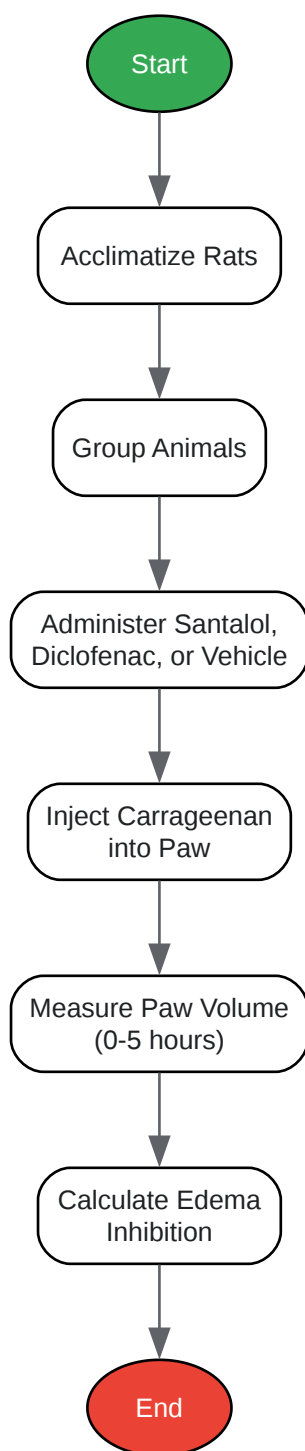 Start
Acclimatize Rats
Group Animals
Administer Santalol,
Diclofenac, or Vehicle
Inject Carrageenan
into Paw
Measure Paw Volume
(0-5 hours)
Calculate Edema
Inhibition
End